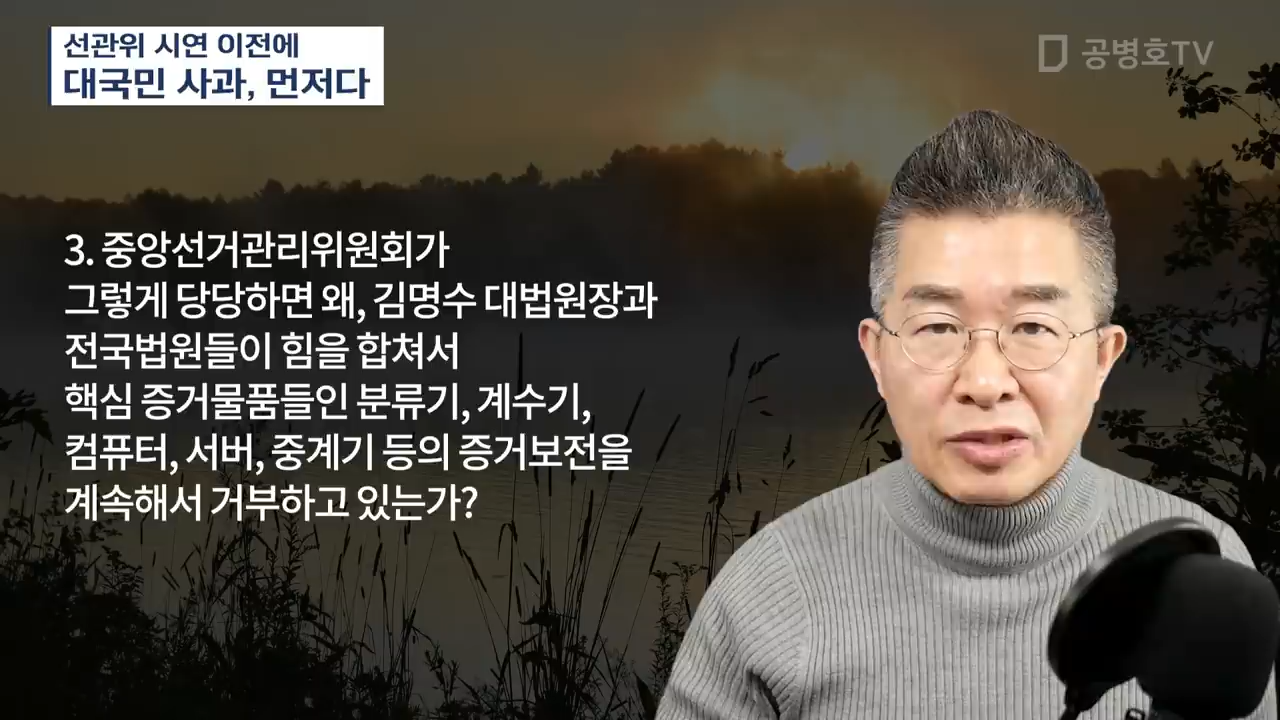 선관위 시연 이전에
대국민 사과, 먼저다
공병호TV
3. 중앙선거관리위원회가
그렇게 당당하면 왜, 김명수 대법원장과
전국법원들이 힘을 합쳐서
핵심 증거물품들인 분류기, 계수기,
컴퓨터, 서버, 중계기 등의 증거보전을
계속해서 거부하고 있는가?